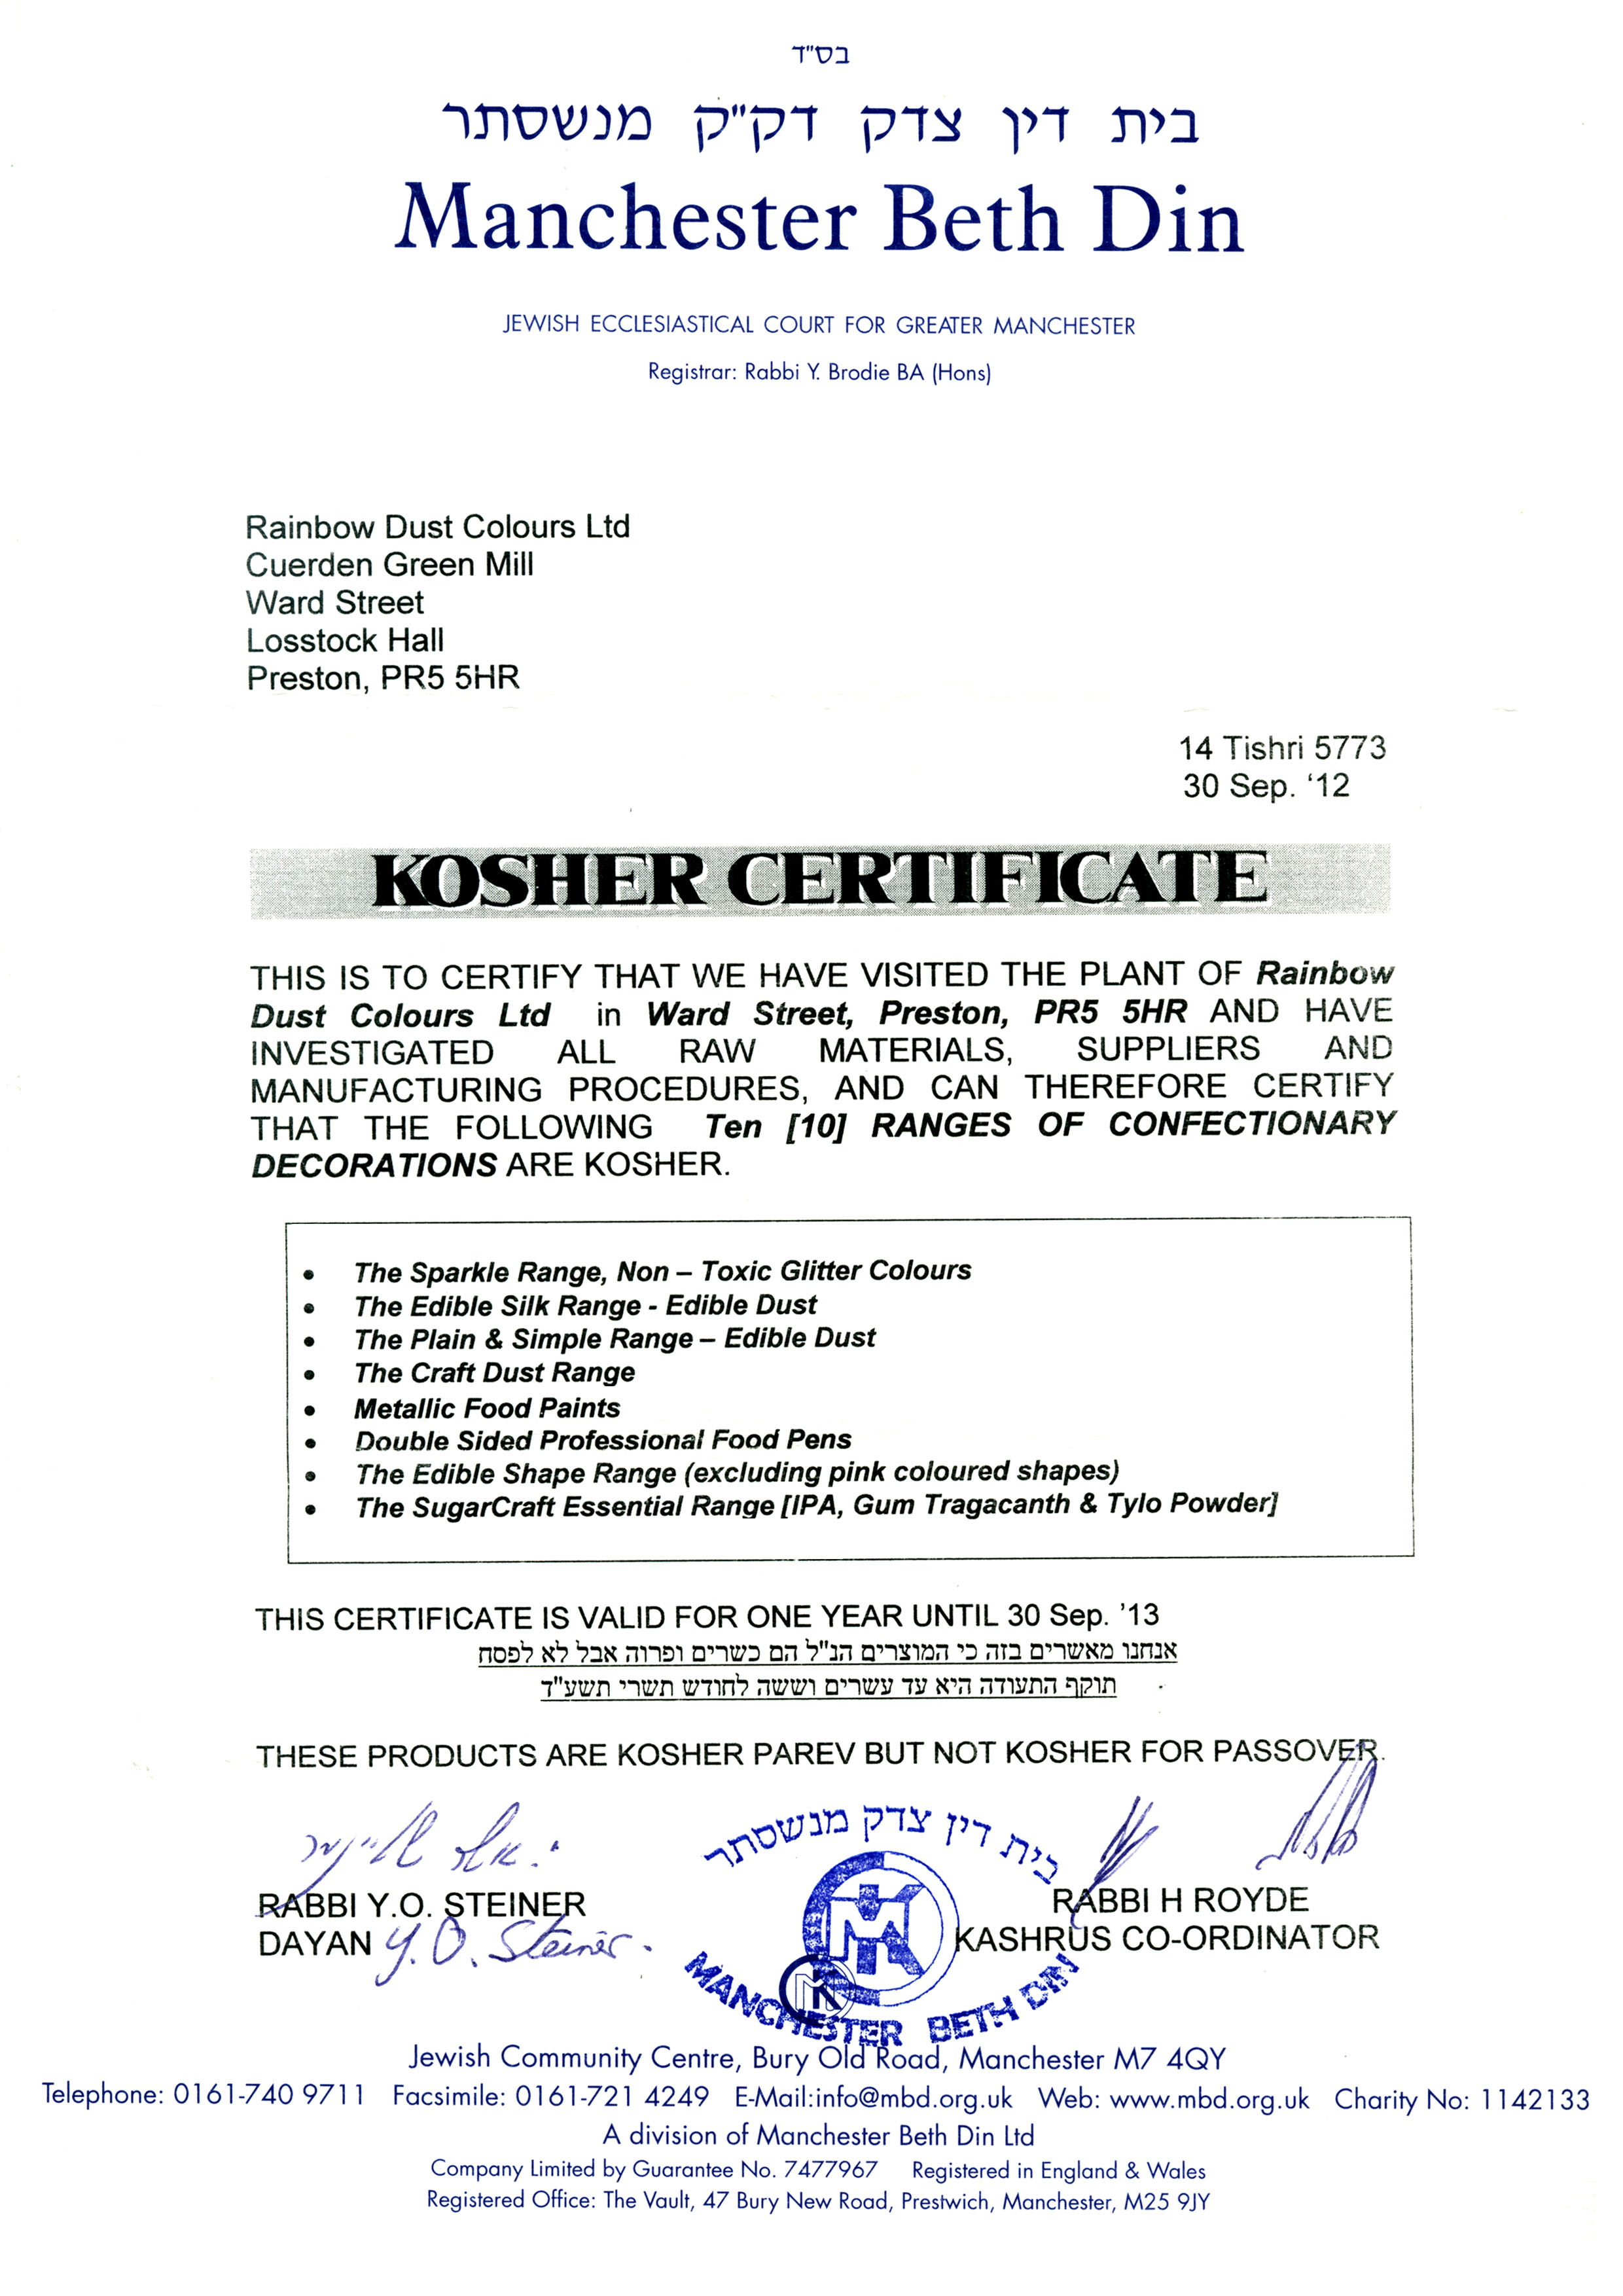 בס"ד
בית דין צדק דק"ק מנשסתר
Manchester Beth Din
JEWISH ECCLESIASTICAL COURT FOR GREATER MANCHESTER
Registrar: Rabbi Y. Brodie BA (Hons)
Rainbow Dust Colours Ltd
Cuerden Green Mill
Ward Street
Losstock Hall
Preston, PR5 5HR
14 Tishri 5773
30 Sep. ‘12
KOSHER CERTIFICATE
THIS IS TO CERTIFY THAT WE HAVE VISITED THE PLANT OF Rainbow
Dust Colours Ltd in Ward Street, Preston, PR5 5HR AND HAVE
INVESTIGATED ALL RAW MATERIALS, SUPPLIERS AND
MANUFACTURING PROCEDURES, AND CAN THEREFORE CERTIFY
THAT THE FOLLOWING Ten [10] RANGES OF CONFECTIONARY
DECORATIONS ARE KOSHER.
• The Sparkle Range, Non – Toxic Glitter Colours
• The Edible Silk Range - Edible Dust
• The Plain & Simple Range – Edible Dust
• The Craft Dust Range
• Metallic Food Paints
• Double Sided Professional Food Pens
• The Edible Shape Range (excluding pink coloured shapes)
• The SugarCraft Essential Range [IPA, Gum Tragacanth & Tylo Powder]
THIS CERTIFICATE IS VALID FOR ONE YEAR UNTIL 30 Sep. ’13
אנחנו מאשרים בזה כי המוצרים הנ"ל הם כשרים ופרוה אבל לא לפסח
תוקף התעודה היא עד עשרים וששה לחודש תשרי תשע"ד
THESE PRODUCTS ARE KOSHER PAREV BUT NOT KOSHER FOR PASSOVER.
בית דין צדק מנשסתר
RABBI Y.O. STEINER
DAYAN Y. O. Steiner.
RABBI H ROYDE
KASHRUS CO-ORDINATOR
MK
MANCHESTER BETH DIN
Jewish Community Centre, Bury Old Road, Manchester M7 4QY
Telephone: 0161-740 9711 Facsimile: 0161-721 4249 E-Mail:info@mbd.org.uk Web: www.mbd.org.uk Charity No: 1142133
A division of Manchester Beth Din Ltd
Company Limited by Guarantee No. 7477967 Registered in England & Wales
Registered Office: The Vault, 47 Bury New Road, Prestwich, Manchester, M25 9JY